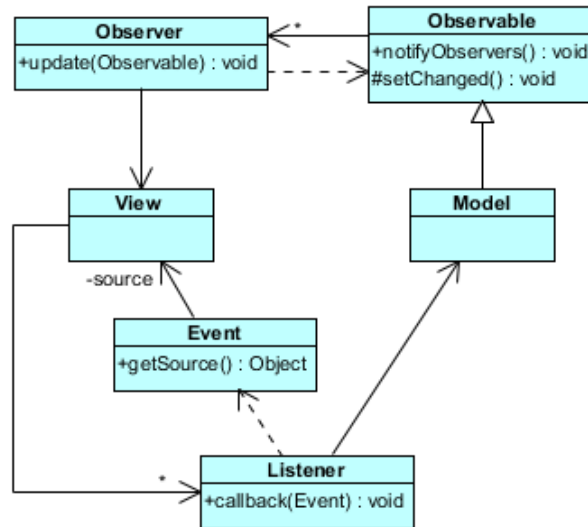 Observer
+update(Observable) : void
*
Observable
+notifyObservers() : void
#setChanged() : void
View
Model
-source
Event
+getSource() : Object
*
Listener
+callback(Event) : void